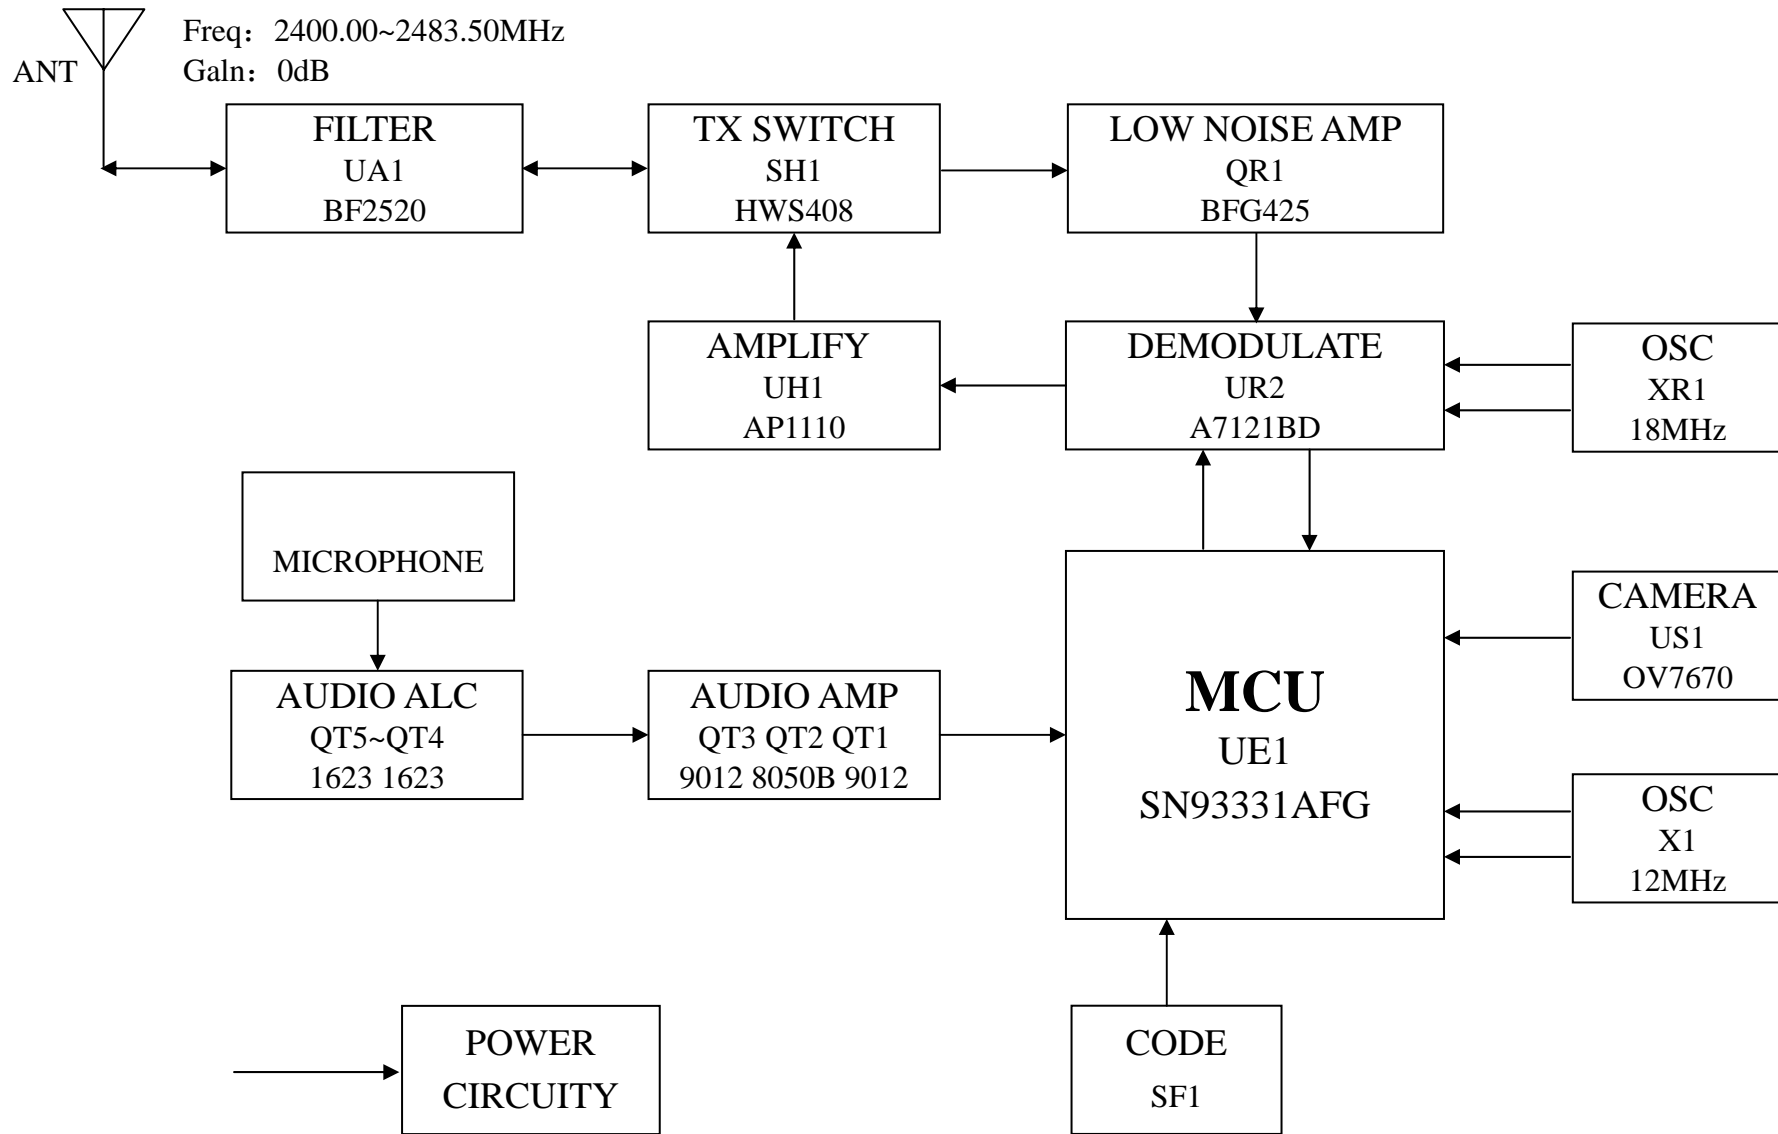 Freq：2400.00~2483.50MHz
ANT
Galn：0dB
FILTER
UA1
BF2520
TX SWITCH
SH1
HWS408
LOW NOISE AMP
QR1
BFG425
AMPLIFY
UH1
AP1110
DEMODULATE
UR2
A7121BD
OSC
XR1
18MHz
MICROPHONE
CAMERA
US1
OV7670
AUDIO ALC
QT5~QT4
1623 1623
AUDIO AMP
QT3 QT2 QT1
9012 8050B 9012
MCU
UE1
SN93331AFG
OSC
X1
12MHz
POWER
CIRCUITY
CODE
SF1